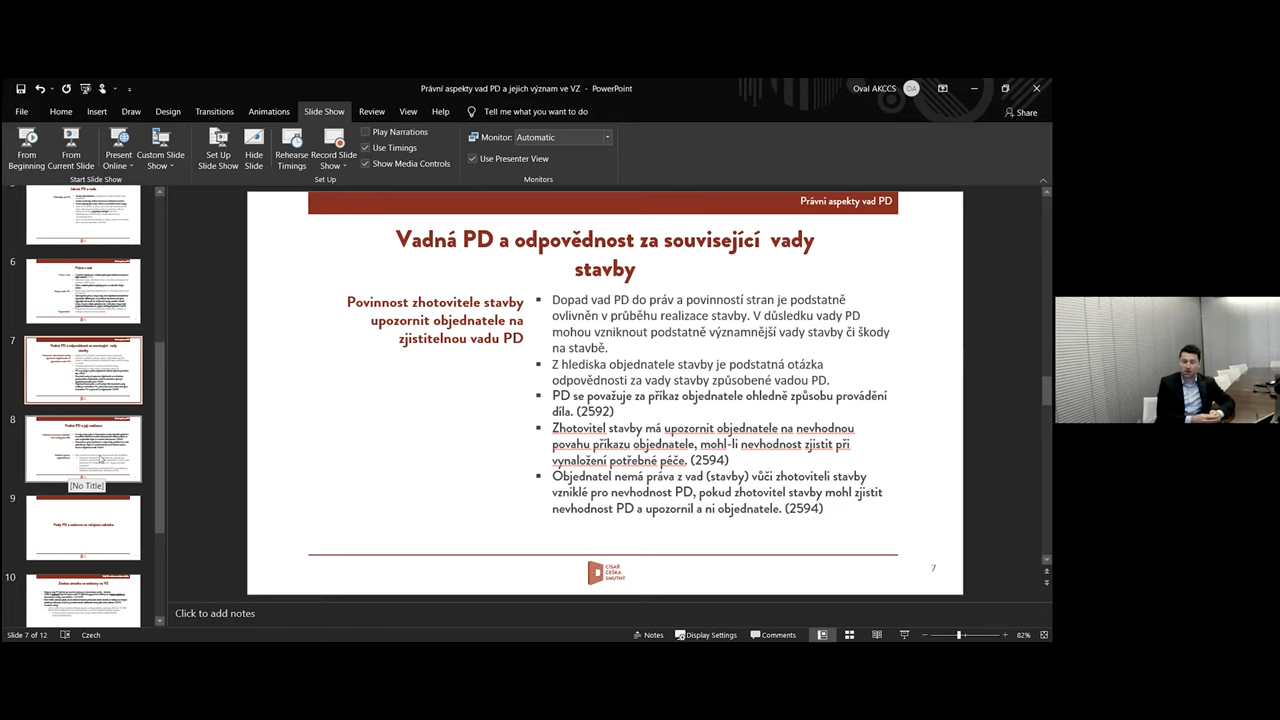 Právní aspekty vad PD a jejich význam ve VZ - PowerPoint
Oval AKCCS
OA
File
Home
Insert
Draw
Design
Transitions
Animations
Slide Show
Review
View
Help
Tell me what you want to do
Share
From Beginning
From Current Slide
Present Online
Custom Slide Show
Start Slide Show
Set Up Slide Show
Hide Slide
Rehearse Timings
Record Slide Show
Play Narrations
Use Timings
Show Media Controls
Set Up
Monitor:
Automatic
Use Presenter View
Monitors
6
7
8
[No Title]
9
Vady PD a smlouva na veřejnou zakázku
10
Právní aspekty vad PD
Vadná PD a odpovědnost za související vady
stavby
Povinnost zhotovitele stavby
upozornit objednatele na
zjistitelnou vadu PD
Dopad vad PD do práv a povinností stran je podstatně
ovlivněn v průběhu realizace stavby. V důsledku vady PD
mohou vzniknout podstatně významnější vady stavby či škody
na stavbě.
Z hlediska objednatele stavby je podstatná otázka
odpovědnosti za vady stavby způsobené vadou PD.
PD se považuje za příkaz objednatele ohledně způsobu provádění
díla. (2592)
Zhotovitel stavby má upozornit objednatele na nevhodnou
povahu příkazu objednatele, mohl-li nevhodnost zjistit při
vynaložení potřebné péče. (2594)
Objednatel nemá práva z vad (stavby) vůči zhotoviteli stavby
vzniklé pro nevhodnost PD, pokud zhotovitel stavby mohl zjistit
nevhodnost PD a upozornil a ni objednatele. (2594)
CÍSAŘ
ČEŠKA
SMUTNÝ
7
Click to add notes
Slide 7 of 12
Czech
Notes
Display Settings
Comments
82%